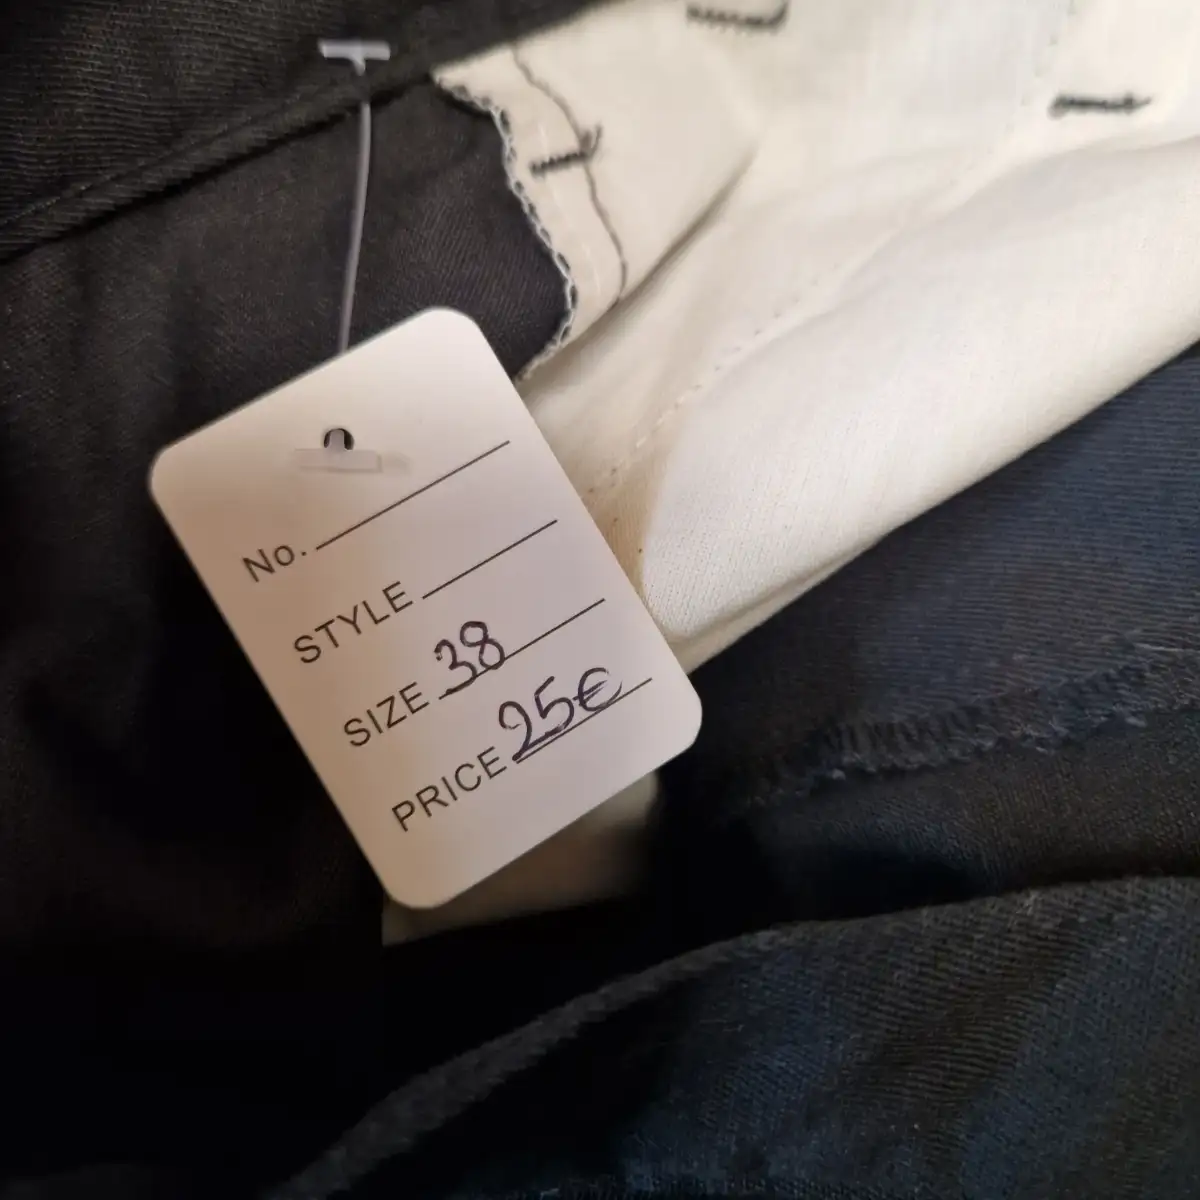 No.
STYLE
SIZE 38
PRICE 25€